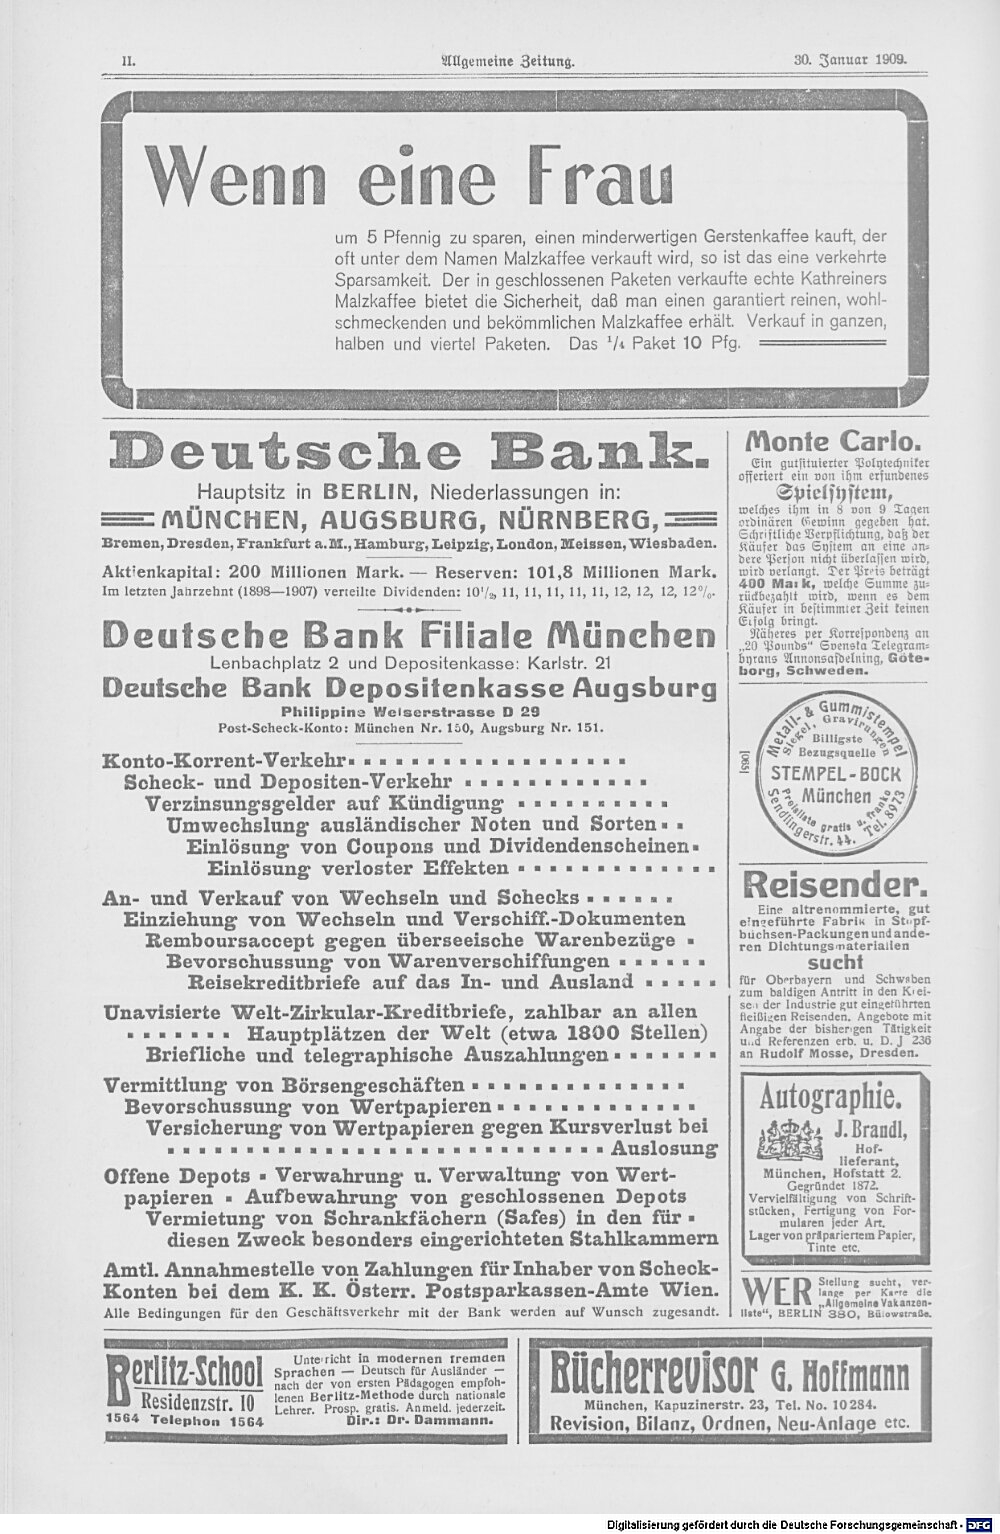 II.
Allgemeine Zeitung.
30. Januar 1909.
Wenn eine Frau
um 5 Pfennig zu sparen, einen minderwertigen Gerstenkaffee kauft, der
oft unter dem Namen Malzkaffee verkauft wird, so ist das eine verkehrte
Sparsamkeit. Der in geschlossenen Paketen verkaufte echte Kathreiners
Malzkaffee bietet die Sicherheit, daß man einen garantiert reinen, wohl-
schmeckenden und bekömmlichen Malzkaffee erhält. Verkauf in ganzen,
halben und viertel Paketen. Das 1/4 Paket 10 Pfg.
Deutsche Bank.
Hauptsitz in BERLIN, Niederlassungen in:
MÜNCHEN, AUGSBURG, NÜRNBERG,
Bremen, Dresden, Frankfurt a. M., Hamburg, Leipzig, London, Meissen, Wiesbaden.
Aktienkapital: 200 Millionen Mark. — Reserven: 101,8 Millionen Mark.
Im letzten Jahrzehnt (1898—1907) verteilte Dividenden: 10½, 11, 11, 11, 11, 11, 12, 12, 12, 12%.
Deutsche Bank Filiale München
Lenbachplatz 2 und Depositenkasse: Karlstr. 21
Deutsche Bank Depositenkasse Augsburg
Philippine Welserstrasse D 29
Post-Scheck-Konto: München Nr. 150, Augsburg Nr. 151.
Konto-Korrent-Verkehr
Scheck- und Depositen-Verkehr
Verzinsungsgelder auf Kündigung
Umwechslung ausländischer Noten und Sorten
Einlösung von Coupons und Dividendenscheinen
Einlösung verloster Effekten
An- und Verkauf von Wechseln und Schecks
Einziehung von Wechseln und Verschiff.-Dokumenten
Remboursaccept gegen überseeische Warenbezüge
Bevorschussung von Warenverschiffungen
Reisekreditbriefe auf das In- und Ausland
Unavisierte Welt-Zirkular-Kreditbriefe, zahlbar an allen
Hauptplätzen der Welt (etwa 1800 Stellen)
Briefliche und telegraphische Auszahlungen
Vermittlung von Börsengeschäften
Bevorschussung von Wertpapieren
Versicherung von Wertpapieren gegen Kursverlust bei
Auslosung
Offene Depots ▪ Verwahrung u. Verwaltung von Wert-
papieren ▪ Aufbewahrung von geschlossenen Depots
Vermietung von Schrankfächern (Safes) in den für
diesen Zweck besonders eingerichteten Stahlkammern
Amtl. Annahmestelle von Zahlungen für Inhaber von Scheck-
Konten bei dem K. K. Österr. Postsparkassen-Amte Wien.
Alle Bedingungen für den Geschäftsverkehr mit der Bank werden auf Wunsch zugesandt.
Monte Carlo.
Ein gutsituierter Polytechniker
offeriert ein von ihm erfundenes
Spielsystem,
welches ihm in 8 von 9 Tagen
ordinären Gewinn gegeben hat.
Schriftliche Verpflichtung, daß der
Käufer das System an eine an-
dere Person nicht überlassen wird,
wird verlangt. Der Preis beträgt
400 Mark, welche Summe zu-
rückbezahlt wird, wenn es dem
Käufer in bestimmter Zeit keinen
Erfolg bringt.
Näheres per Korrespondenz an
„20 Pounds" Svensta Telegram-
byrans Annonsafdelning, Göte-
borg, Schweden.
Metall- & Gummistempel
Siegel, Gravirungen
Billigste
Bezugsquelle
STEMPEL-BOCK
München
Preisliste gratis u. franko
Sendlingerstr. 44. Tel. 8973
Reisender.
Eine altrenommierte, gut
eingeführte Fabrik in Stopf-
büchsen-Packungen und ande-
ren Dichtungsmaterialien
sucht
für Oberbayern und Schwaben
zum baldigen Antritt in den Krei-
sen der Industrie gut eingeführten
fleißigen Reisenden. Angebote mit
Angabe der bisherigen Tätigkeit
und Referenzen erb. u. D. J 236
an Rudolf Mosse, Dresden.
Autographie.
J. Brandl,
Hof-
lieferant,
München, Hofstatt 2.
Gegründet 1872.
Vervielfältigung von Schrift-
stücken, Fertigung von For-
mularen jeder Art.
Lager von präpariertem Papier,
Tinte etc.
WER Stellung sucht, ver-
lange per Karte die
„Allgemeine Vakanzen-
liste", BERLIN 380, Bülowstraße.
Berlitz-School
Residenzstr. 10
1564 Telephon 1564
Unterricht in modernen fremden
Sprachen — Deutsch für Ausländer —
nach der von ersten Pädagogen empfoh-
lenen Berlitz-Methode durch nationale
Lehrer. Prosp. gratis. Anmeld. jederzeit.
Dir.: Dr. Dammann.
Bücherrevisor G. Hoffmann
München, Kapuzinerstr. 23, Tel. No. 10284.
Revision, Bilanz, Ordnen, Neu-Anlage etc.
Digitalisierung gefördert durch die Deutsche Forschungsgemeinschaft - DFG